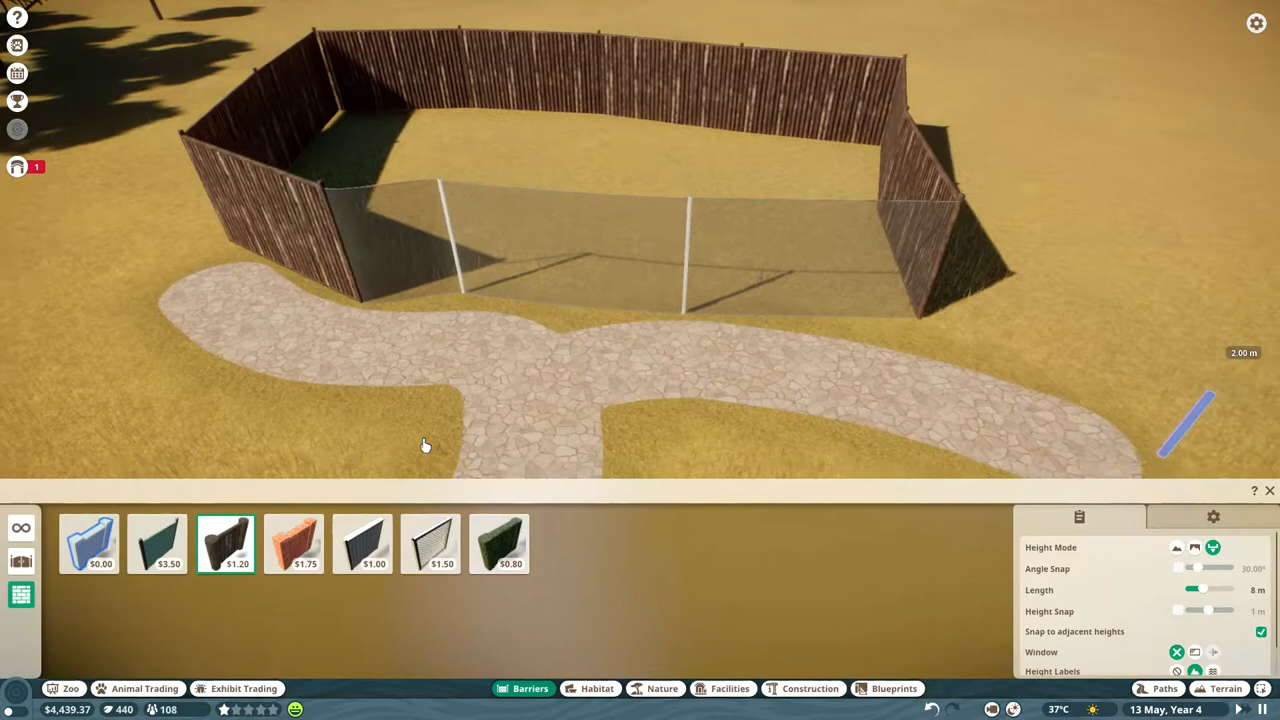 ?
1
2.00 m
?
$0.00
$3.50
$1.20
$1.75
$1.00
$1.50
$0.80
Height Mode
Angle Snap
30.00°
Length
8 m
Height Snap
1 m
Snap to adjacent heights
Window
Height Labels
Zoo
Animal Trading
Exhibit Trading
Barriers
Habitat
Nature
Facilities
Construction
Blueprints
Paths
Terrain
$4,439.37
440
108
37°C
13 May, Year 4